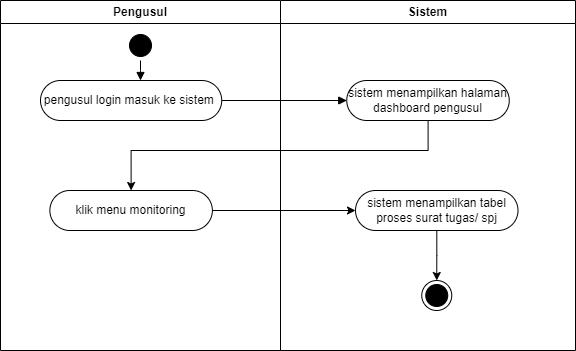 Pengusul
Sistem
pengusul login masuk ke sistem
sistem menampilkan halaman
dashboard pengusul
klik menu monitoring
sistem menampilkan tabel
proses surat tugas/ spj